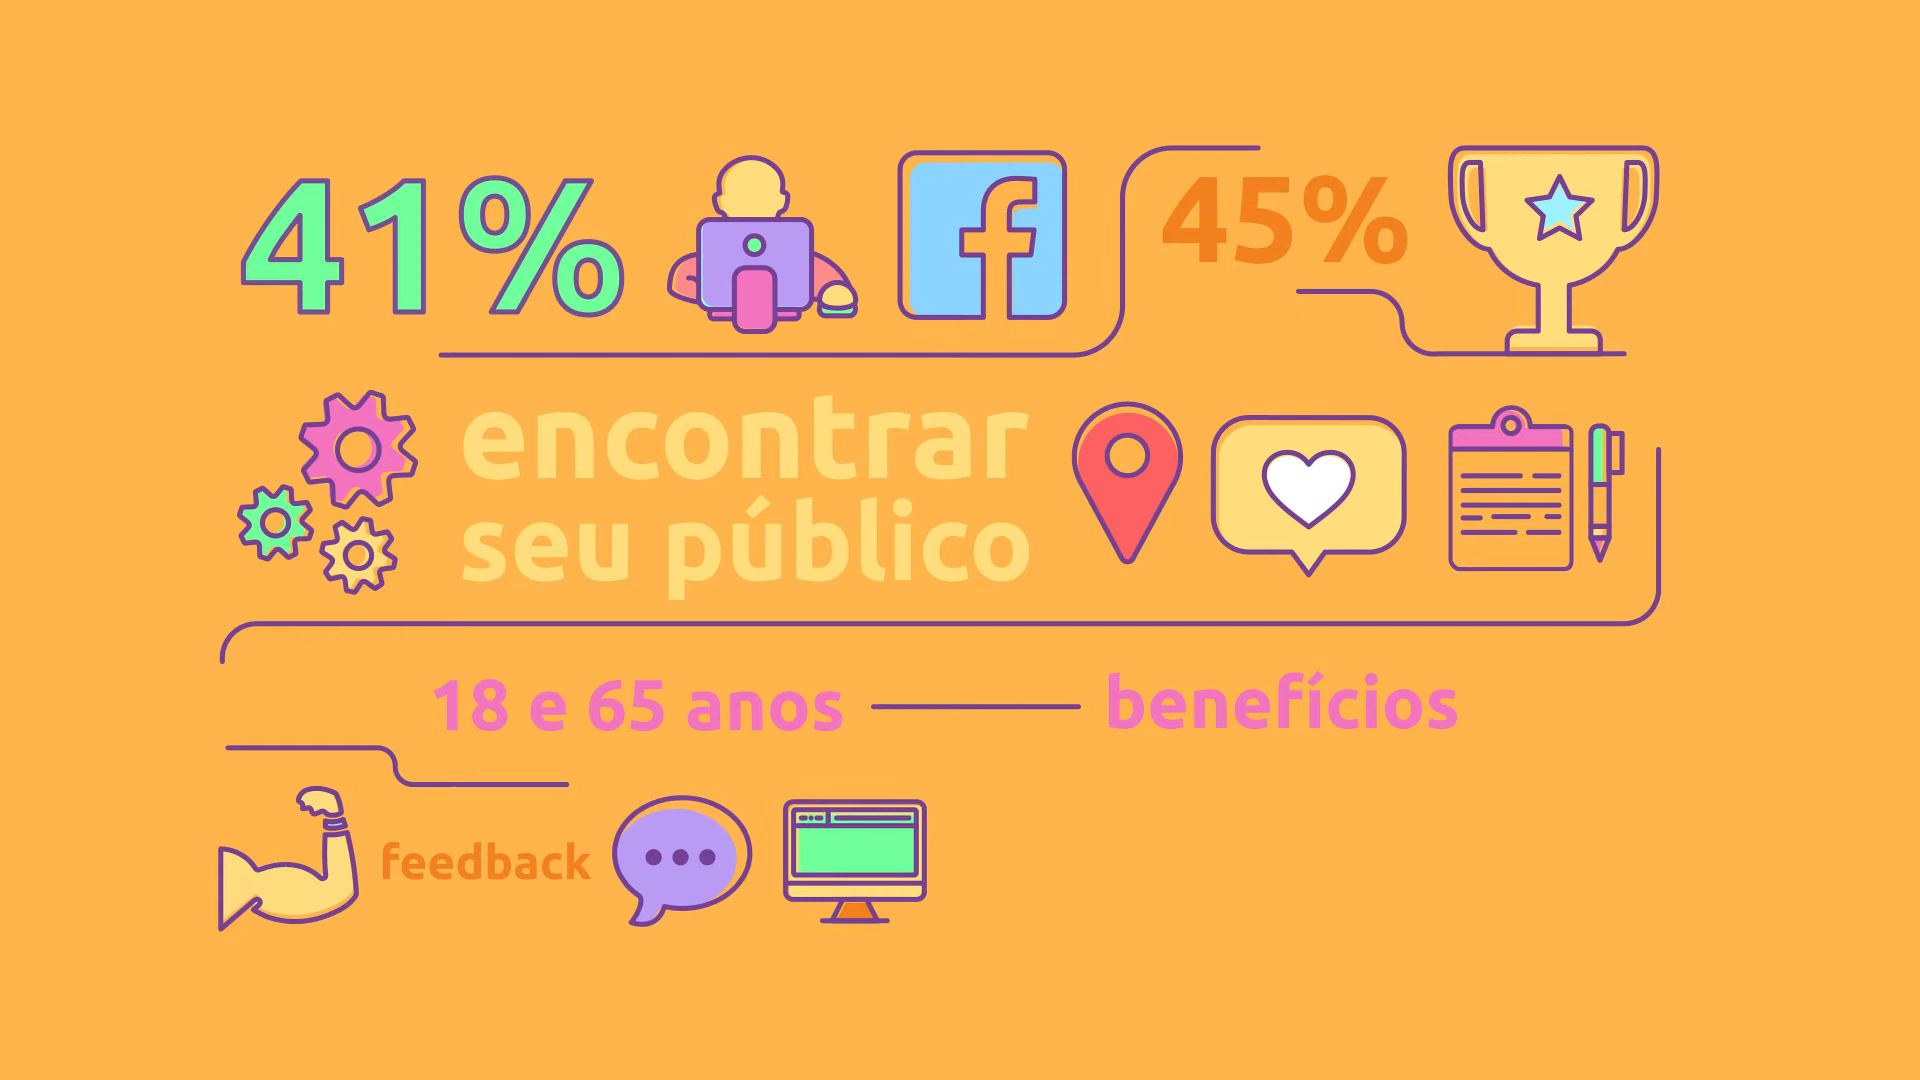 41%
45%
encontrar
seu público
18 e 65 anos
benefícios
feedback